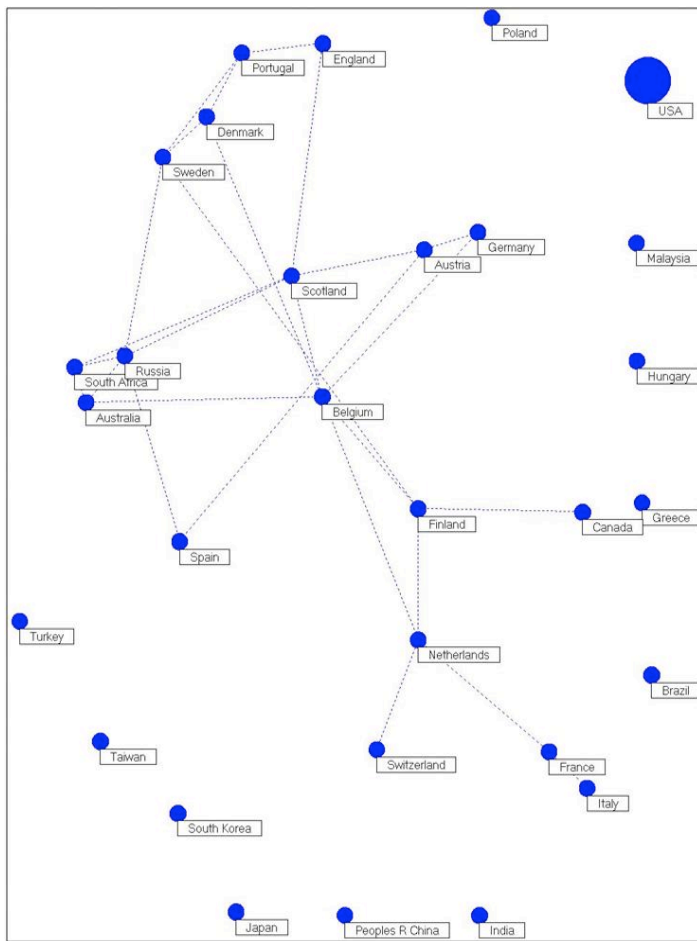 Poland
England
Portugal
USA
Denmark
Sweden
Germany
Malaysia
Austria
Scotland
Russia
Hungary
South Africa
Australia
Belgium
Greece
Finland
Canada
Spain
Turkey
Netherlands
Brazil
Taiwan
Switzerland
France
Italy
South Korea
Japan
Peoples R China
India